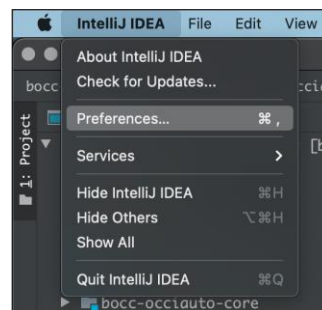 IntelliJ IDEA File Edit View
About IntelliJ IDEA
Check for Updates...
bocc
Preferences... ⌘ ,
1: Project
Services >
Hide IntelliJ IDEA ⌘H
Hide Others ⌥⌘H
Show All
Quit IntelliJ IDEA ⌘Q
bocc-occiauto-core